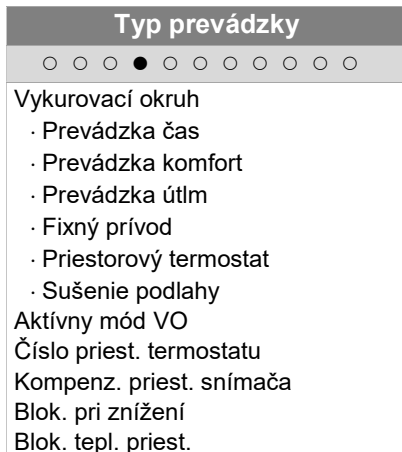 Typ prevádzky
Vykurovací okruh
· Prevádzka čas
· Prevádzka komfort
· Prevádzka útlm
· Fixný prívod
· Priestorový termostat
· Sušenie podlahy
Aktívny mód VO
Číslo priest. termostatu
Kompenz. priest. snímača
Blok. pri znížení
Blok. tepl. priest.